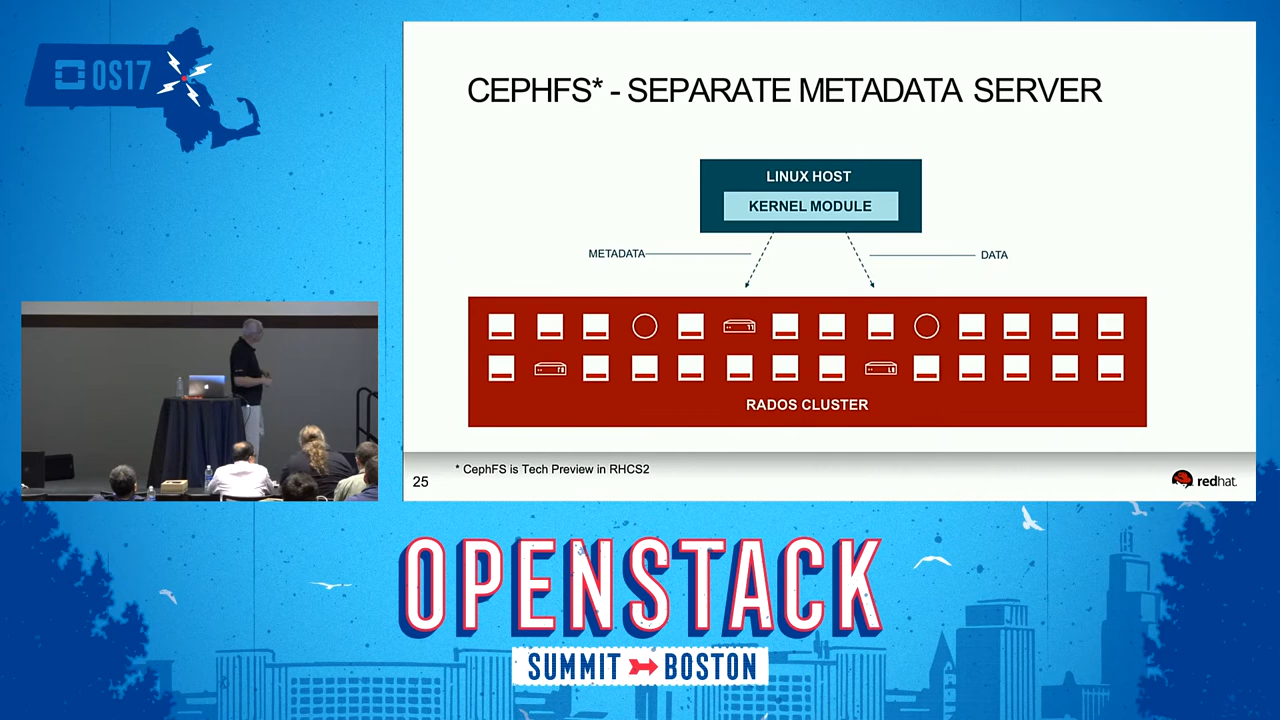 OS17
CEPHFS* - SEPARATE METADATA SERVER
LINUX HOST
KERNEL MODULE
METADATA
DATA
RADOS CLUSTER
* CephFS is Tech Preview in RHCS2
25
redhat.
OPENSTACK
SUMMIT BOSTON